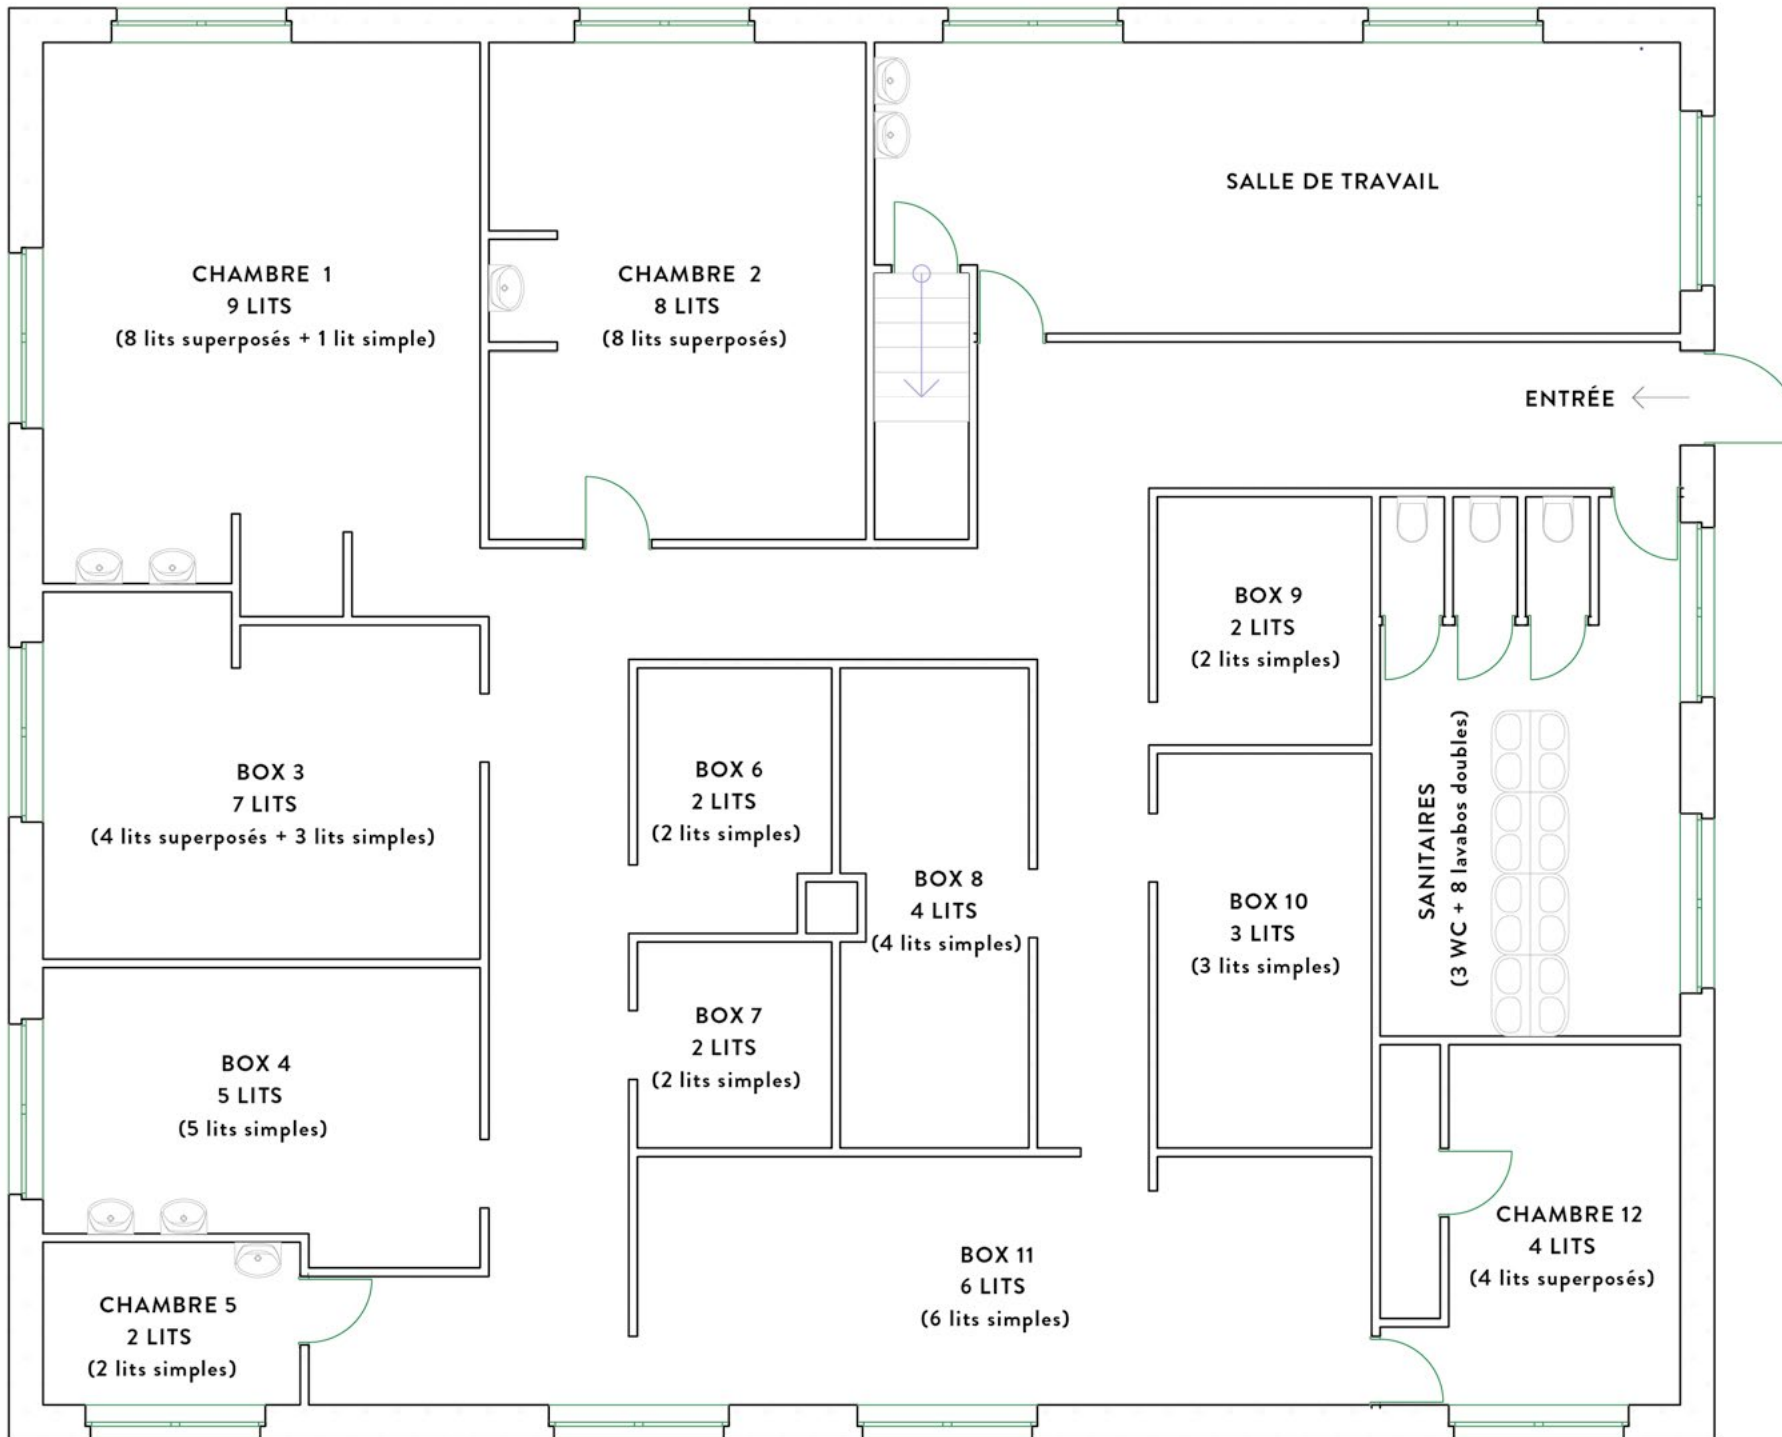 SALLE DE TRAVAIL
CHAMBRE 1
9 LITS
(8 lits superposés + 1 lit simple)
CHAMBRE 2
8 LITS
(8 lits superposés)
ENTRÉE
BOX 9
2 LITS
(2 lits simples)
BOX 3
7 LITS
(4 lits superposés + 3 lits simples)
BOX 6
2 LITS
(2 lits simples)
BOX 8
4 LITS
(4 lits simples)
BOX 10
3 LITS
(3 lits simples)
SANITAIRES
(3 WC + 8 lavabos doubles)
BOX 7
2 LITS
(2 lits simples)
BOX 4
5 LITS
(5 lits simples)
CHAMBRE 12
4 LITS
(4 lits superposés)
BOX 11
6 LITS
(6 lits simples)
CHAMBRE 5
2 LITS
(2 lits simples)